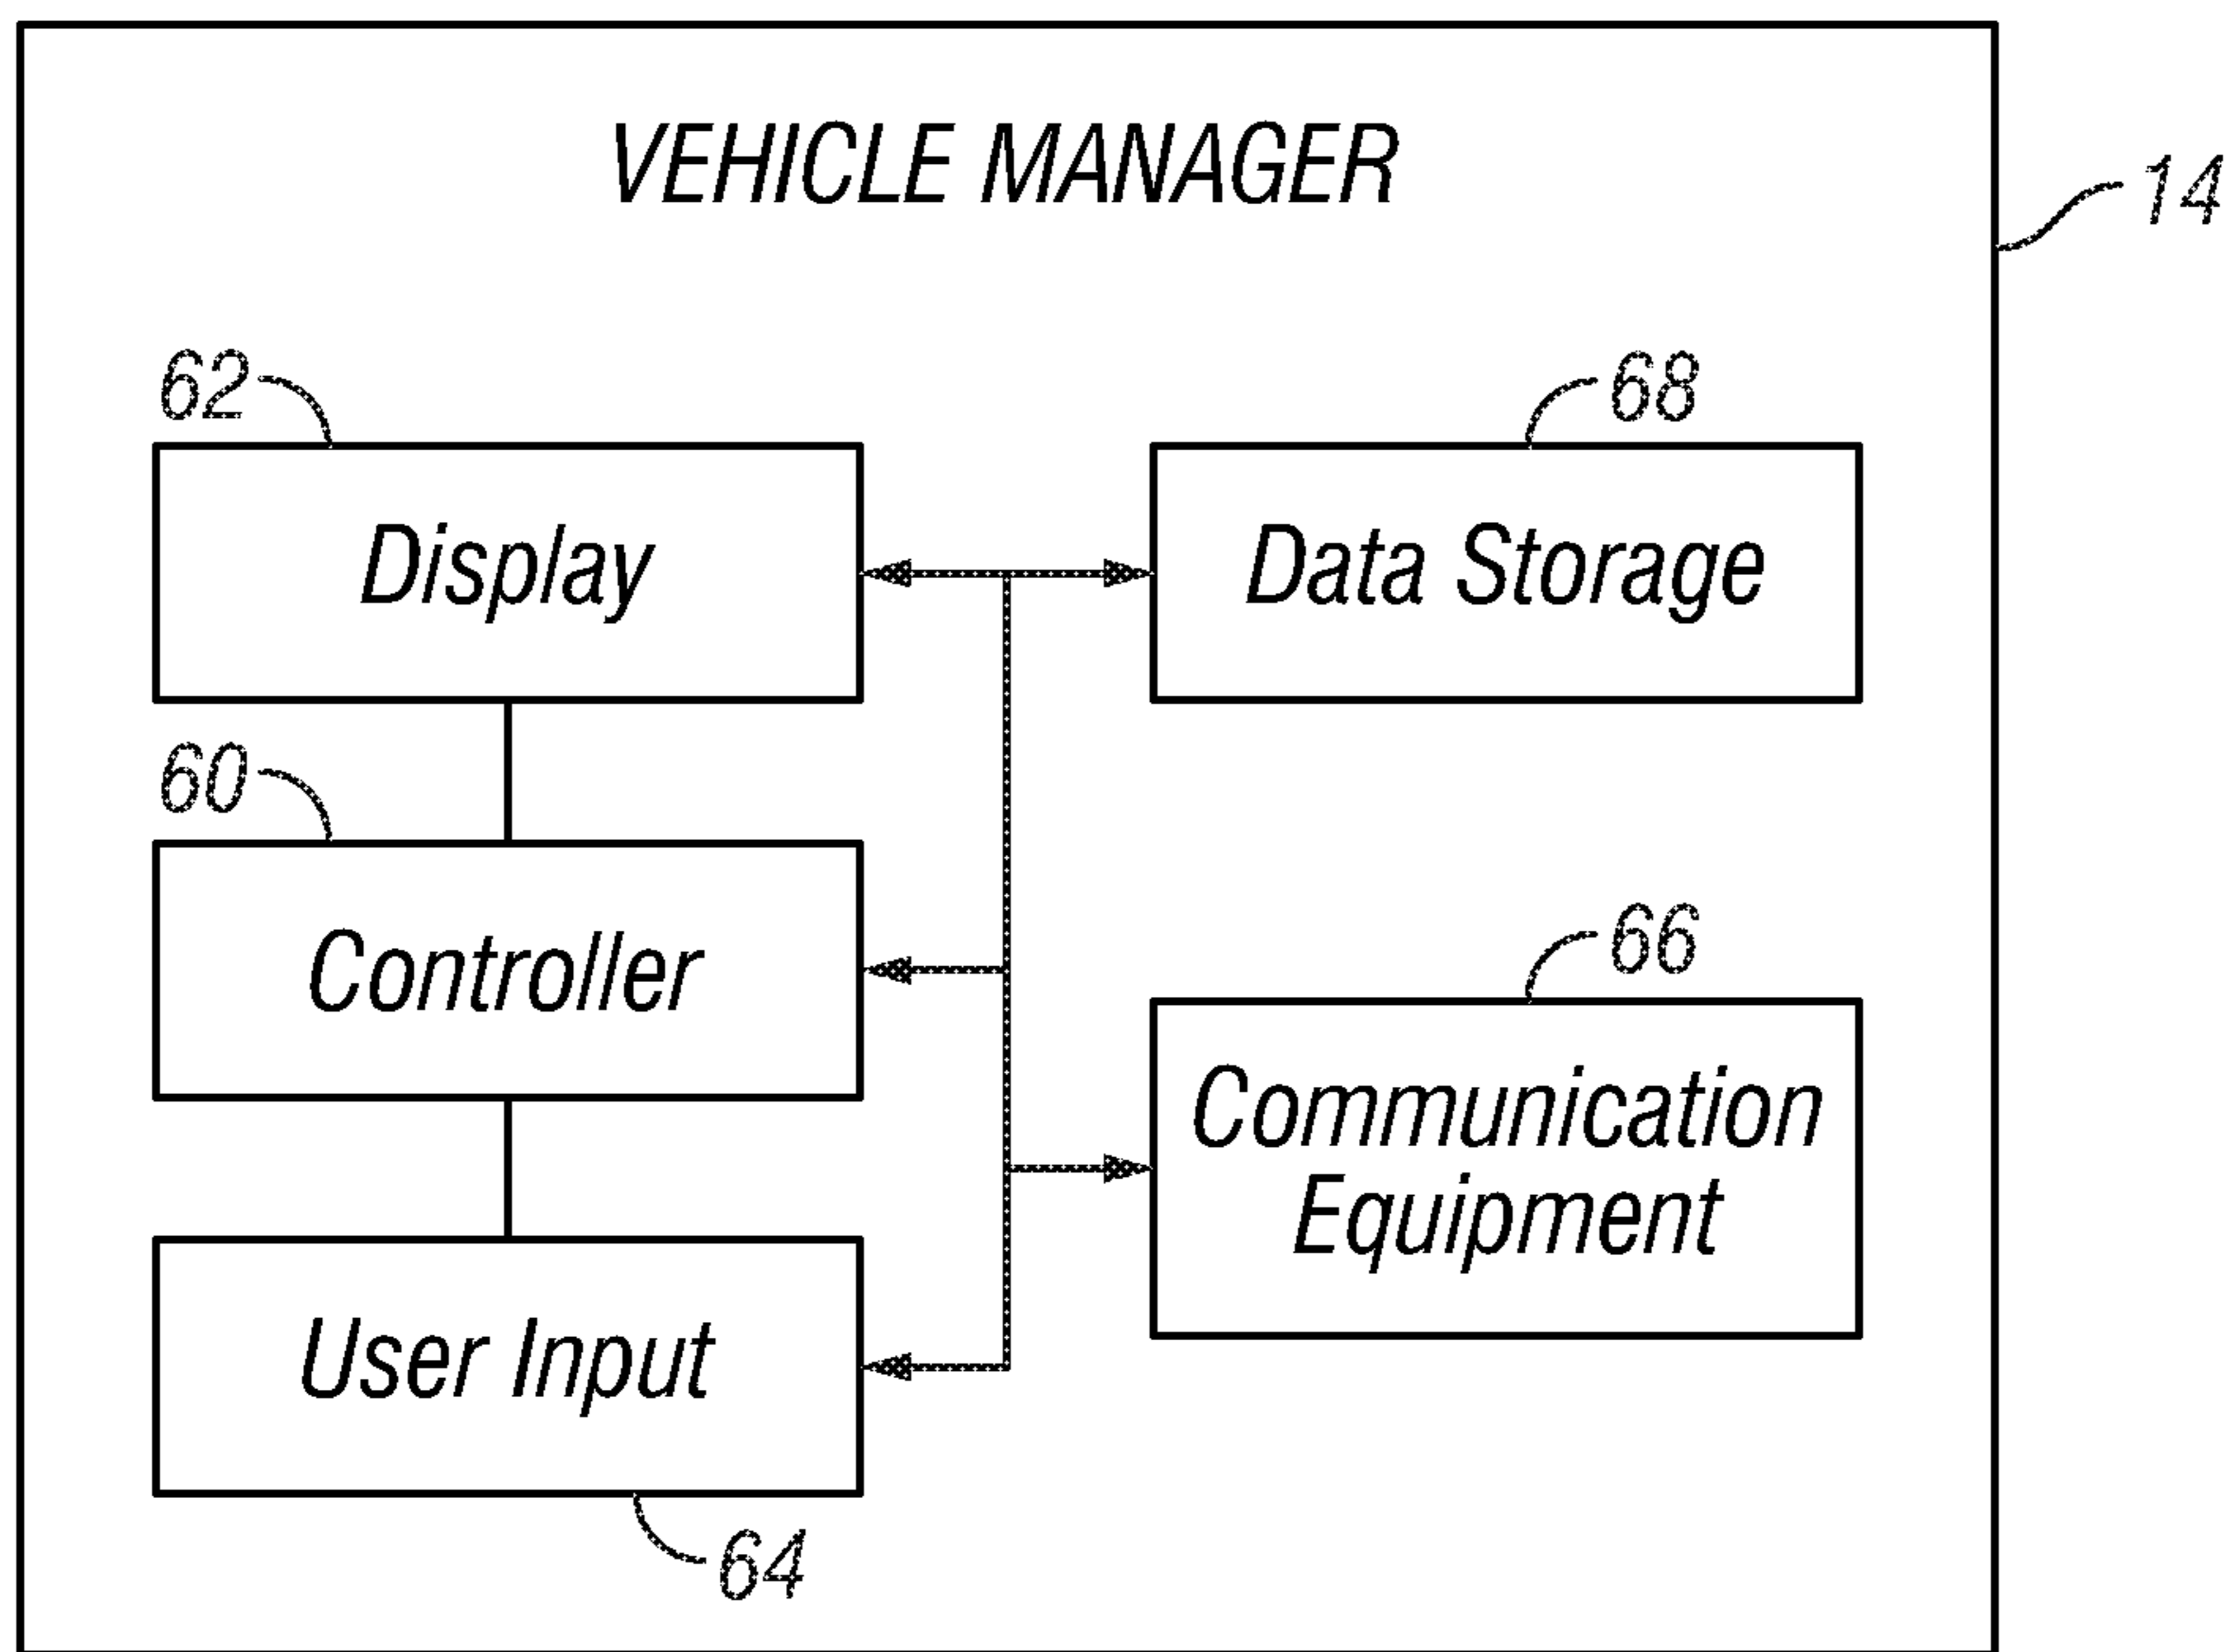 VEHICLE MANAGER
14
62
Display
68
Data Storage
60
Controller
66
Communication
Equipment
User Input
64